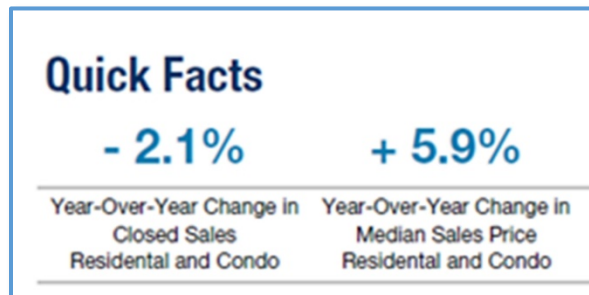 Quick Facts
- 2.1% + 5.9%
Year-Over-Year Change in Year-Over-Year Change in
Closed Sales Median Sales Price
Residental and Condo Residental and Condo